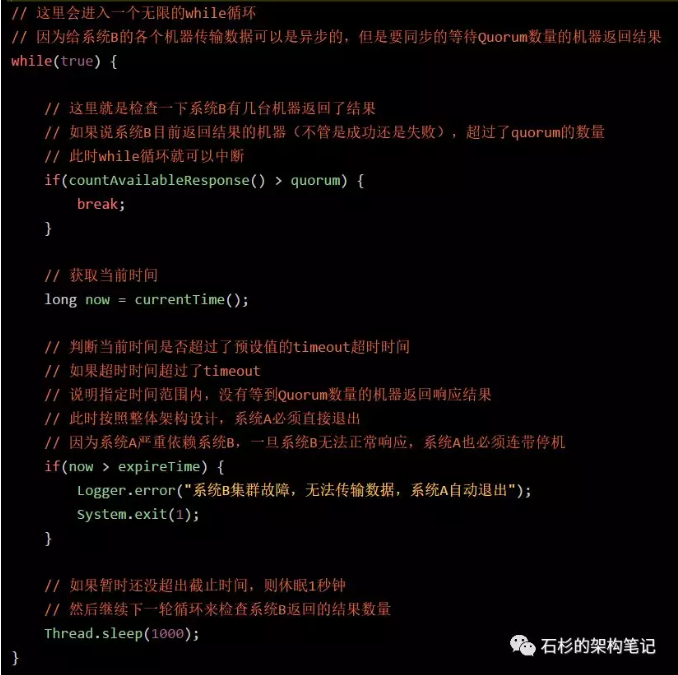 // 这里会进入一个无限的while循环
// 因为给系统B的各个机器传输数据可以是异步的，但是要同步的等待Quorum数量的机器返回结果
while(true) {
// 这里就是检查一下系统B有几台机器返回了结果
// 如果说系统B目前返回结果的机器（不管是成功还是失败），超过了quorum的数量
// 此时while循环就可以中断
if(countAvailableResponse() > quorum) {
break;
}
// 获取当前时间
long now = currentTime();
// 判断当前时间是否超过了预设值的timeout超时时间
// 如果超时时间超过了timeout
// 说明指定时间范围内，没有等到Quorum数量的机器返回响应结果
// 此时按照整体架构设计，系统A必须直接退出
// 因为系统A严重依赖系统B，一旦系统B无法正常响应，系统A也必须连带停机
if(now > expireTime) {
Logger.error("系统B集群故障，无法传输数据，系统A自动退出");
System.exit(1);
}
// 如果暂时还没超出截止时间，则休眠1秒钟
// 然后继续下一轮循环来检查系统B返回的结果数量
Thread.sleep(1000);
}
石杉的架构笔记